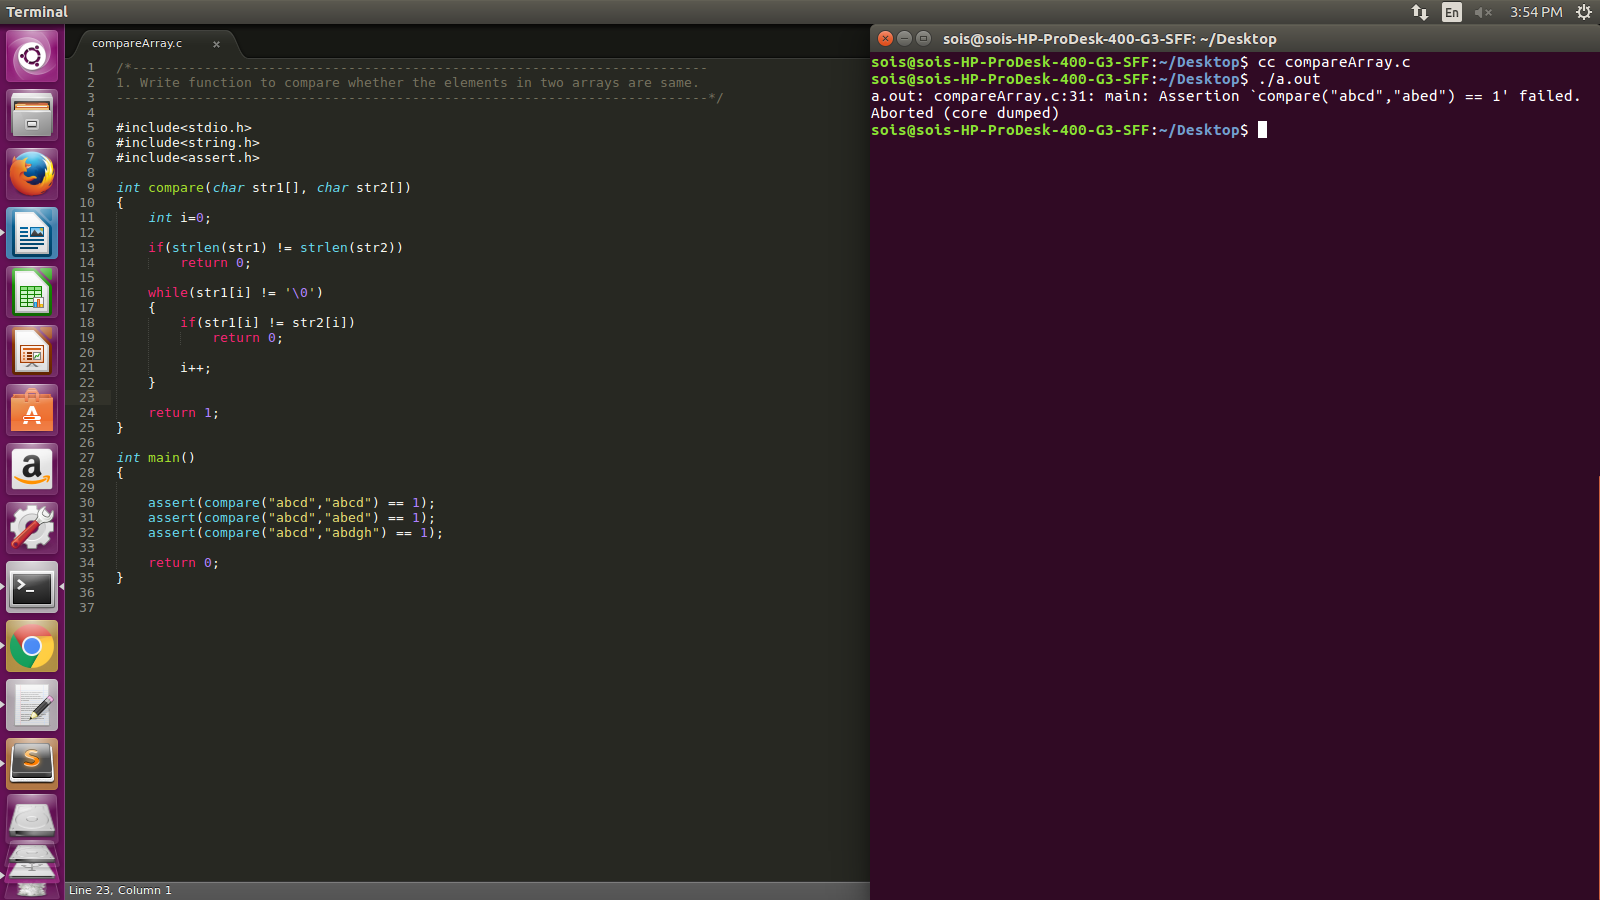 Terminal
En
3:54 PM
compareArray.c ×
1 /*------------------------------------------------------------------------
2 1. Write function to compare whether the elements in two arrays are same.
3 --------------------------------------------------------------------------*/
4
5 #include<stdio.h>
6 #include<string.h>
7 #include<assert.h>
8
9 int compare(char str1[], char str2[])
10 {
11     int i=0;
12
13     if(strlen(str1) != strlen(str2))
14         return 0;
15
16     while(str1[i] != '\0')
17     {
18         if(str1[i] != str2[i])
19             return 0;
20
21         i++;
22     }
23
24     return 1;
25 }
26
27 int main()
28 {
29
30     assert(compare("abcd","abcd") == 1);
31     assert(compare("abcd","abed") == 1);
32     assert(compare("abcd","abdgh") == 1);
33
34     return 0;
35 }
36
37
Line 23, Column 1
sois@sois-HP-ProDesk-400-G3-SFF: ~/Desktop
sois@sois-HP-ProDesk-400-G3-SFF:~/Desktop$ cc compareArray.c
sois@sois-HP-ProDesk-400-G3-SFF:~/Desktop$ ./a.out
a.out: compareArray.c:31: main: Assertion `compare("abcd","abed") == 1' failed.
Aborted (core dumped)
sois@sois-HP-ProDesk-400-G3-SFF:~/Desktop$